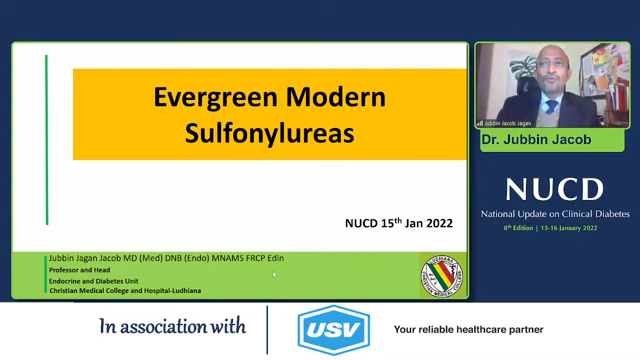 Evergreen Modern
Sulfonylureas
NUCD 15th Jan 2022
Jubbin Jagan Jacob MD (Med) DNB (Endo) MNAMS FRCP Edin
Professor and Head
Endocrine and Diabetes Unit
Christian Medical College and Hospital-Ludhiana
Jubbin Jacob Jagan
Dr. Jubbin Jacob
NUCD
National Update on Clinical Diabetes
8th Edition | 15-16 January 2022
In association with
USV
Your reliable healthcare partner